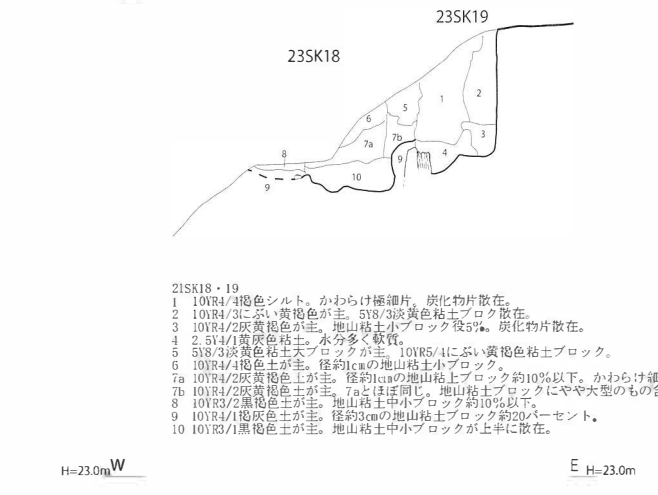 23SK19
23SK18
1
2
5
6
7a
7b
3
8
9
4
10
9
21SK18・19
1 10YR4/4褐色シルト。かわらけ極細片。炭化物片散在。
2 10YR4/3にぶい黄褐色が主。5Y8/3淡黄色粘土ブロク散在。
3 10YR4/2灰黄褐色が主。地山粘土小ブロック役5%。炭化物片散在。
4 2.5Y4/1黄灰色粘土。水分多く軟質。
5 5Y8/3淡黄色粘土大ブロックが主。10YR5/4にぶい黄褐色粘土ブロック。
6 10YR4/4褐色土が主。径約1cmの地山粘土小ブロック。
7a 10YR4/2灰黄褐色土が主。径約1cmの地山粘土ブロック約10%以下。かわらけ細
7b 10YR4/2灰黄褐色土が主。7aとほぼ同じ。地山粘土ブロックにやや大型のもの含
8 10YR3/2黒褐色土が主。地山粘土中小ブロック約10%以下。
9 10YR4/1褐灰色土が主。径約3cmの地山粘土ブロック約20パーセント。
10 10YR3/1黒褐色土が主。地山粘土中小ブロックが上半に散在。
H=23.0m W
E H=23.0m